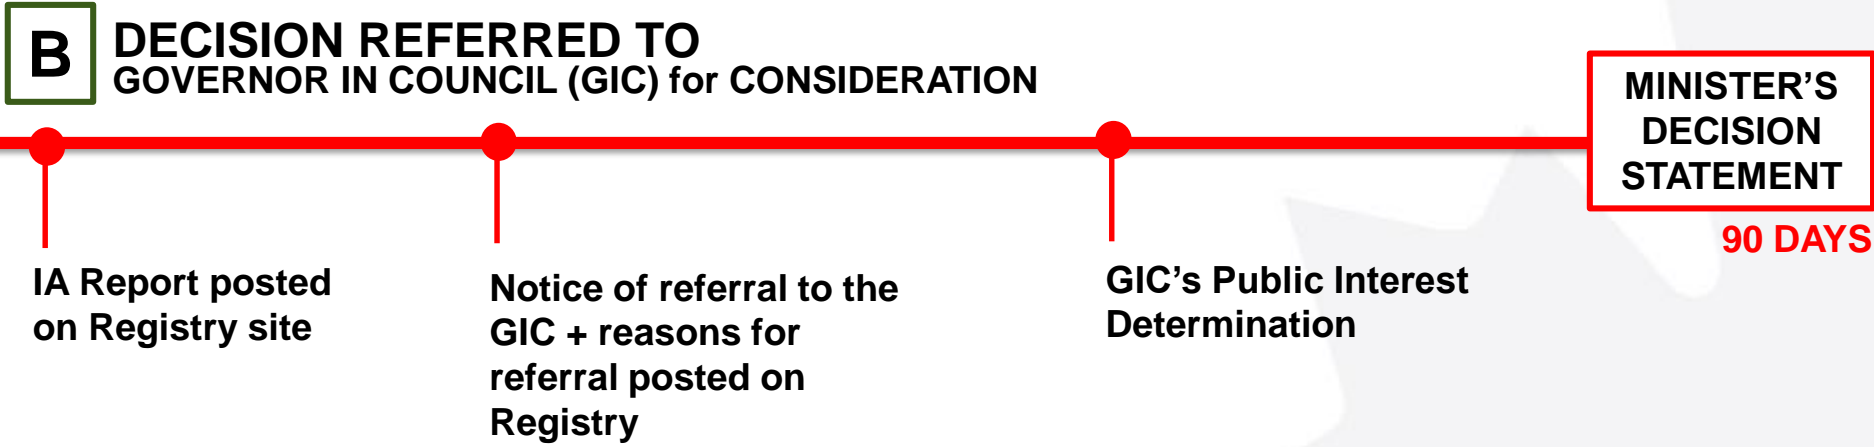 B
DECISION REFERRED TO
GOVERNOR IN COUNCIL (GIC) for CONSIDERATION
MINISTER'S
DECISION
STATEMENT
90 DAYS
IA Report posted
on Registry site
Notice of referral to the
GIC + reasons for
referral posted on
Registry
GIC's Public Interest
Determination